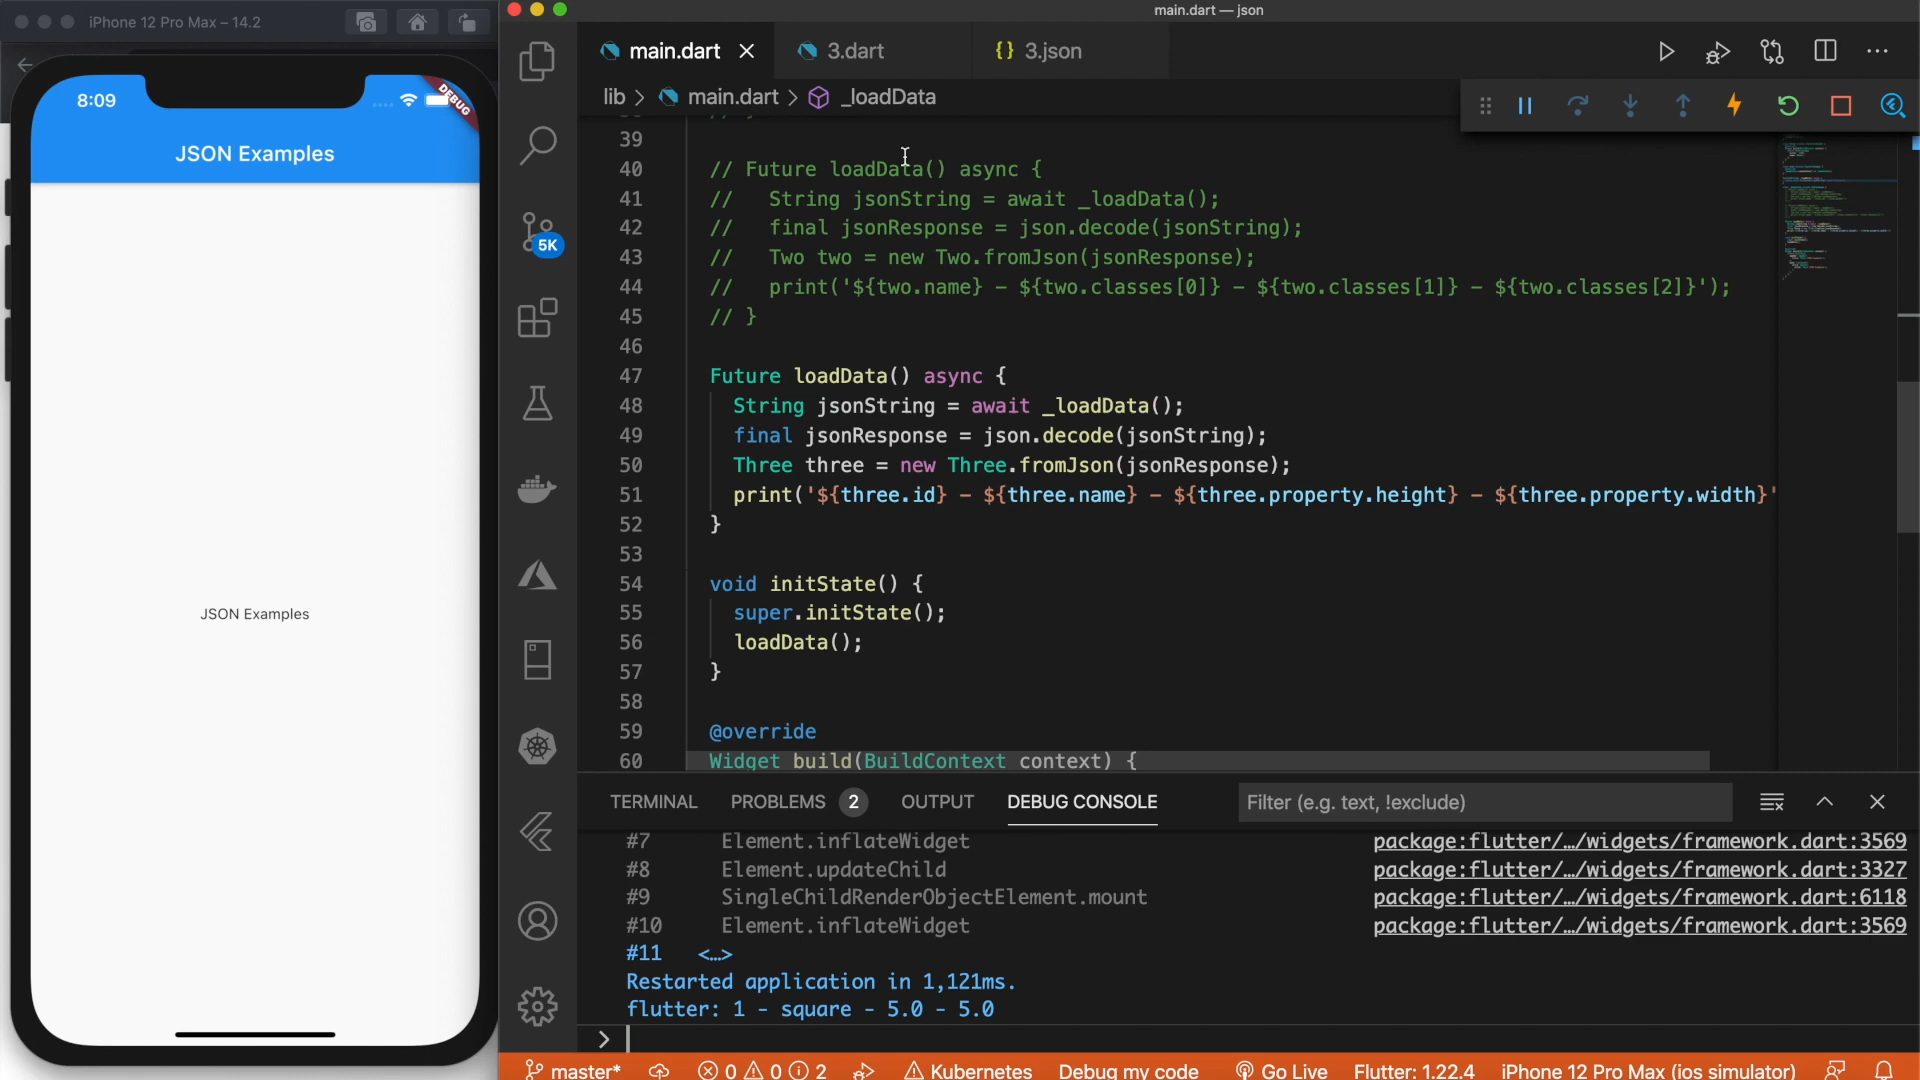 iPhone 12 Pro Max – 14.2
8:09
DEBUG
JSON Examples
JSON Examples
main.dart — json
main.dart
3.dart
{} 3.json
lib > main.dart > _loadData
5K
39
40 // Future loadData() async {
41 //   String jsonString = await _loadData();
42 //   final jsonResponse = json.decode(jsonString);
43 //   Two two = new Two.fromJson(jsonResponse);
44 //   print('${two.name} – ${two.classes[0]} – ${two.classes[1]} – ${two.classes[2]}');
45 // }
46
47 Future loadData() async {
48   String jsonString = await _loadData();
49   final jsonResponse = json.decode(jsonString);
50   Three three = new Three.fromJson(jsonResponse);
51   print('${three.id} – ${three.name} – ${three.property.height} – ${three.property.width}'
52 }
53
54 void initState() {
55   super.initState();
56   loadData();
57 }
58
59 @override
60 Widget build(BuildContext context) {
TERMINAL PROBLEMS 2 OUTPUT DEBUG CONSOLE Filter (e.g. text, !exclude)
#7 Element.inflateWidget package:flutter/…/widgets/framework.dart:3569
#8 Element.updateChild package:flutter/…/widgets/framework.dart:3327
#9 SingleChildRenderObjectElement.mount package:flutter/…/widgets/framework.dart:6118
#10 Element.inflateWidget package:flutter/…/widgets/framework.dart:3569
#11 <…>
Restarted application in 1,121ms.
flutter: 1 - square - 5.0 - 5.0
>
master* 0 0 2 Kubernetes Debug my code Go Live Flutter: 1.22.4 iPhone 12 Pro Max (ios simulator)